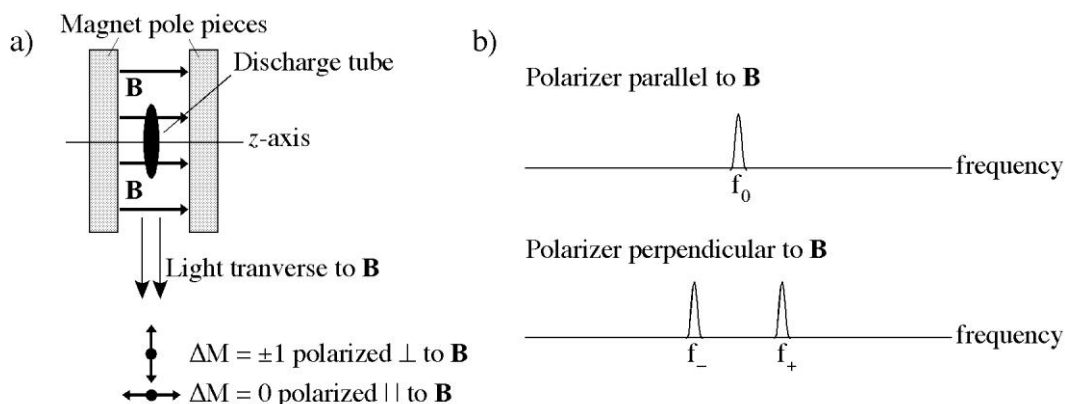 a)
Magnet pole pieces
Discharge tube
B
z-axis
B
Light tranverse to B
ΔM = ±1 polarized ⊥ to B
ΔM = 0 polarized || to B
b)
Polarizer parallel to B
frequency
f₀
Polarizer perpendicular to B
frequency
f₋ f₊